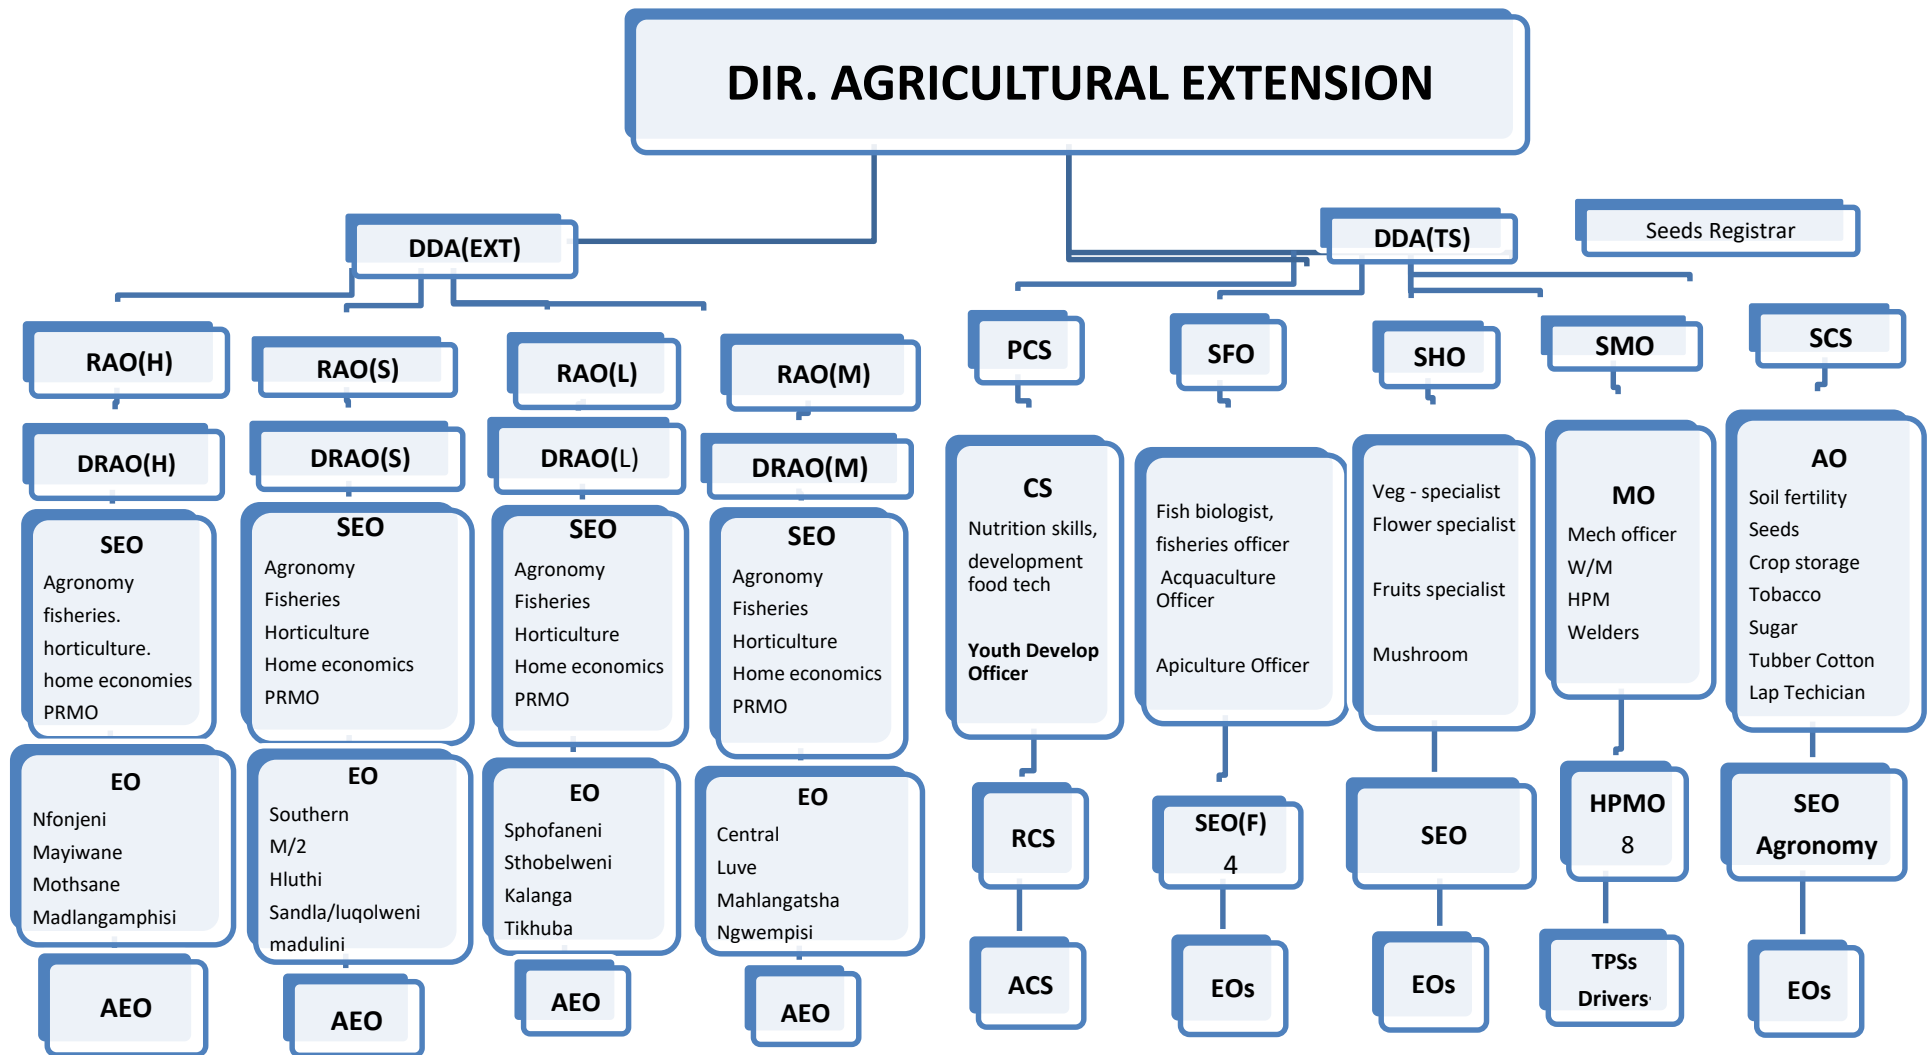 DIR. AGRICULTURAL EXTENSION
DDA(EXT)
DDA(TS)
Seeds Registrar
RAO(H)
RAO(S)
RAO(L)
RAO(M)
PCS
SFO
SHO
SMO
SCS
DRAO(H)
DRAO(S)
DRAO(L)
DRAO(M)
SEO
Agronomy
fisheries.
horticulture.
home economies
PRMO
SEO
Agronomy
Fisheries
Horticulture
Home economics
PRMO
SEO
Agronomy
Fisheries
Horticulture
Home economics
PRMO
SEO
Agronomy
Fisheries
Horticulture
Home economics
PRMO
CS
Nutrition skills,
development
food tech
Youth Develop
Officer
Fish biologist,
fisheries officer
Acquaculture
Officer
Apiculture Officer
Veg - specialist
Flower specialist
Fruits specialist
Mushroom
MO
Mech officer
W/M
HPM
Welders
AO
Soil fertility
Seeds
Crop storage
Tobacco
Sugar
Tubber Cotton
Lap Techician
EO
Nfonjeni
Mayiwane
Mothsane
Madlangamphisi
EO
Southern
M/2
Hluthi
Sandla/luqolweni
madulini
EO
Sphofaneni
Sthobelweni
Kalanga
Tikhuba
EO
Central
Luve
Mahlangatsha
Ngwempisi
RCS
SEO(F)
4
SEO
HPMO
8
SEO
Agronomy
AEO
AEO
AEO
AEO
ACS
EOs
EOs
TPSs
Drivers
EOs